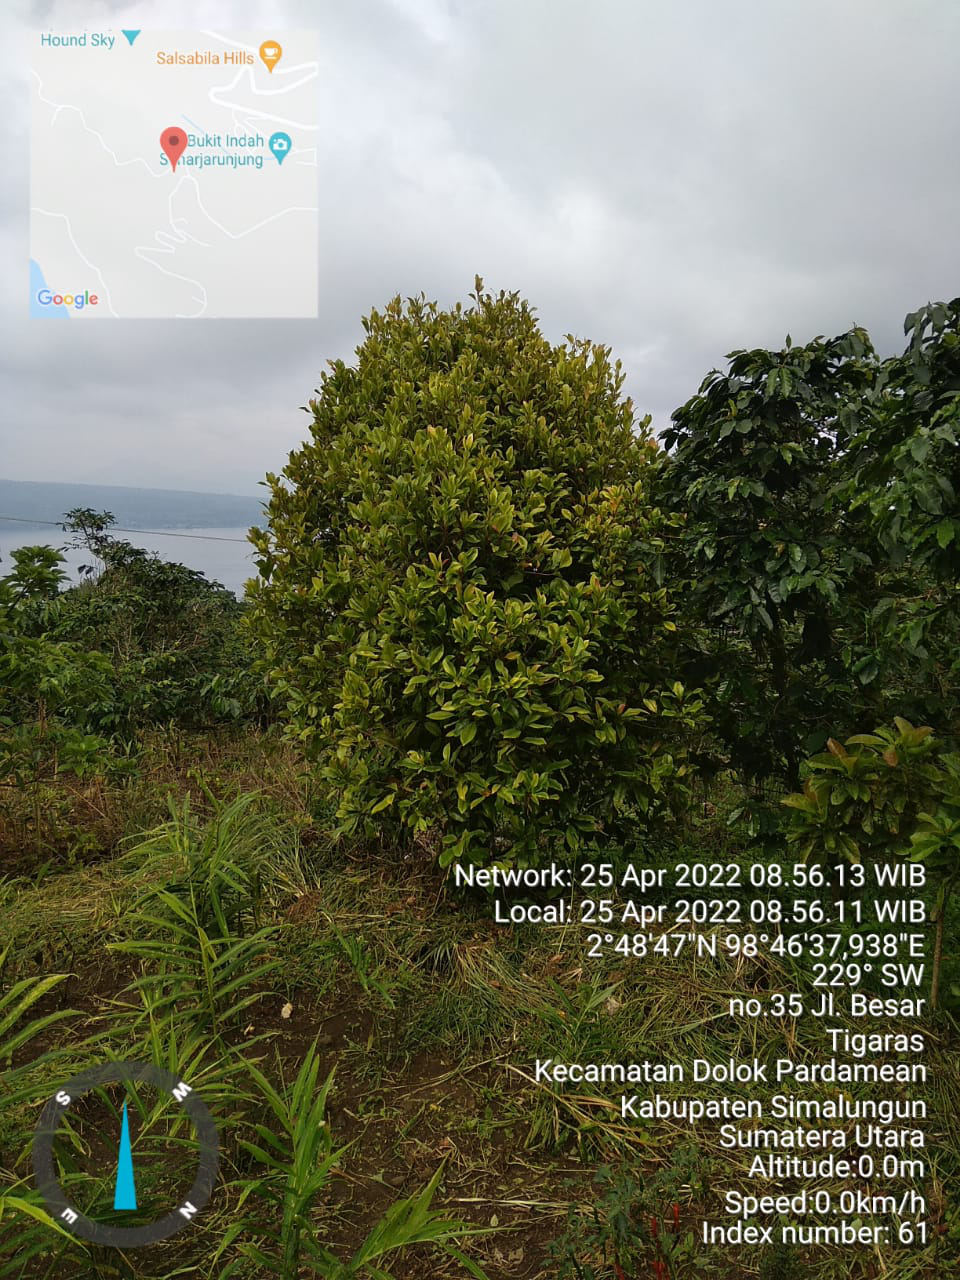 Hound Sky
Salsabila Hills
Bukit Indah
Google
Network: 25 Apr 2022 08.56.13 WIB
Local: 25 Apr 2022 08.56.11 WIB
2°48'47"N 98°46'37,938"E
229° SW
no.35 Jl. Besar
Tigaras
Kecamatan Dolok Pardamean
Kabupaten Simalungun
Sumatera Utara
Altitude:0.0m
Speed:0.0km/h
Index number: 61
S W
E N